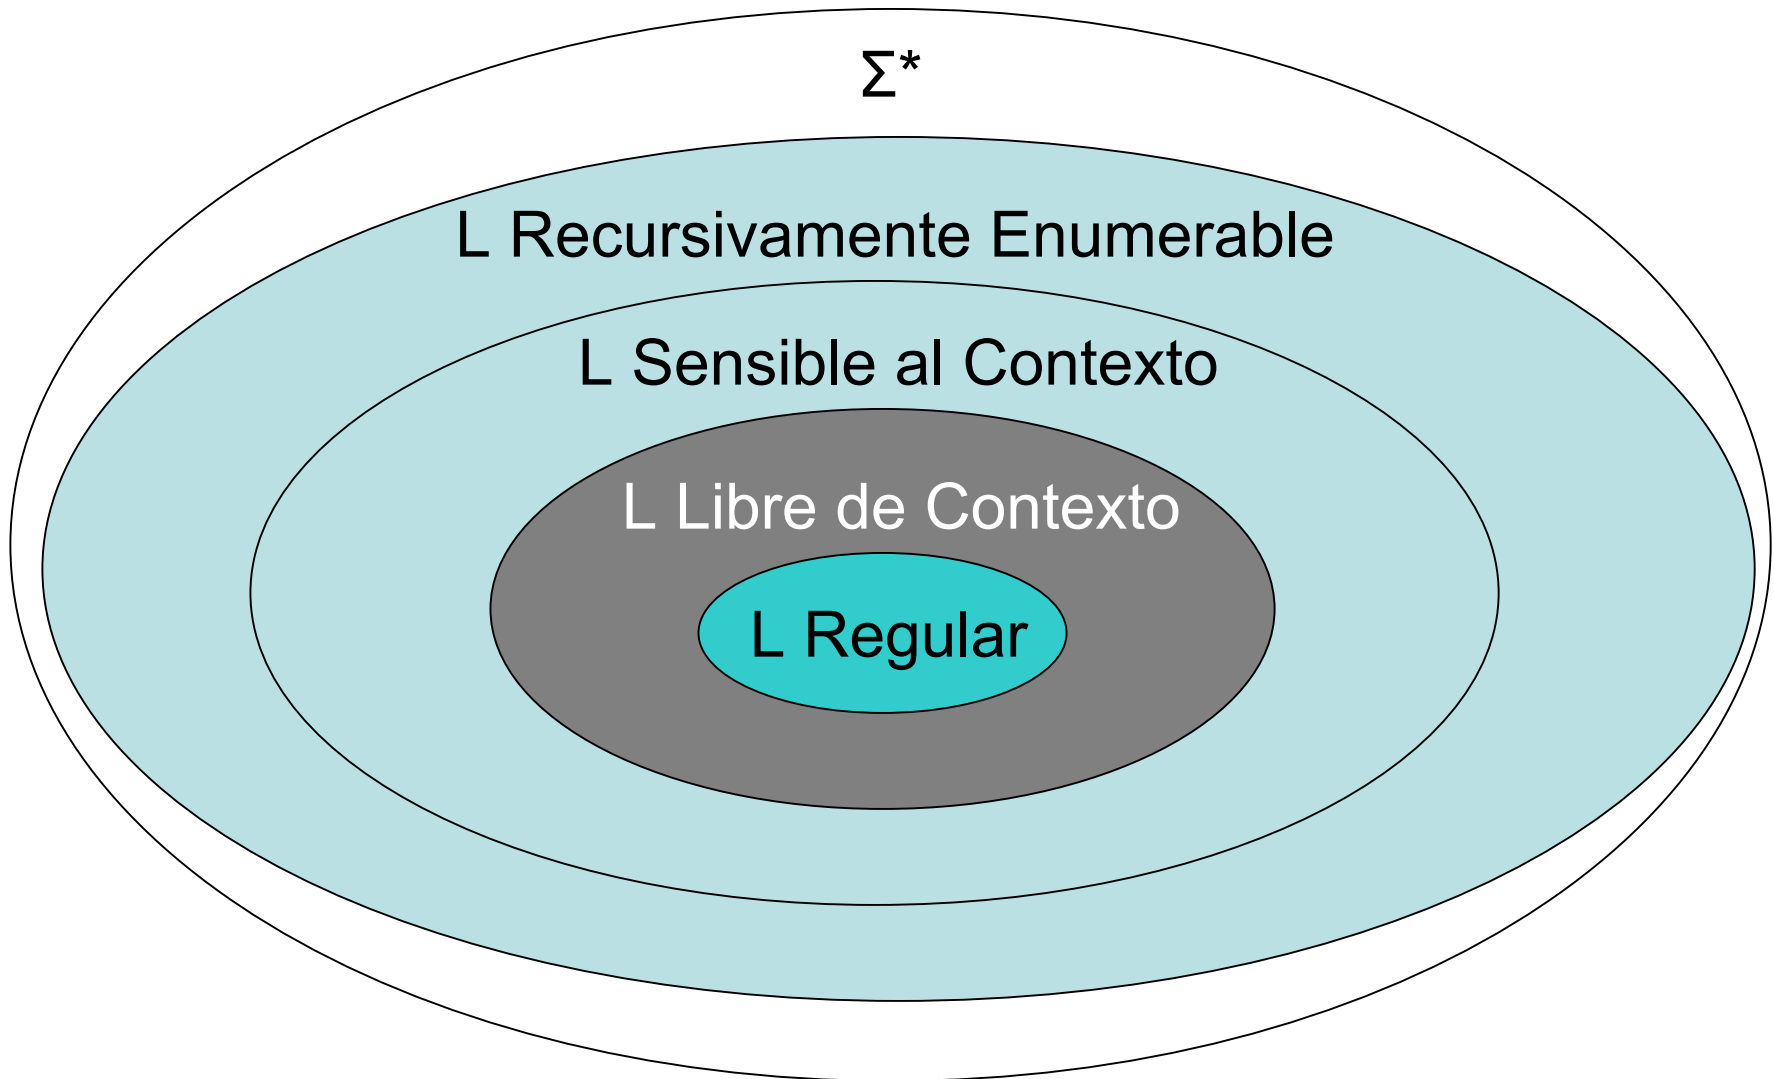 Σ*
L Recursivamente Enumerable
L Sensible al Contexto
L Libre de Contexto
L Regular